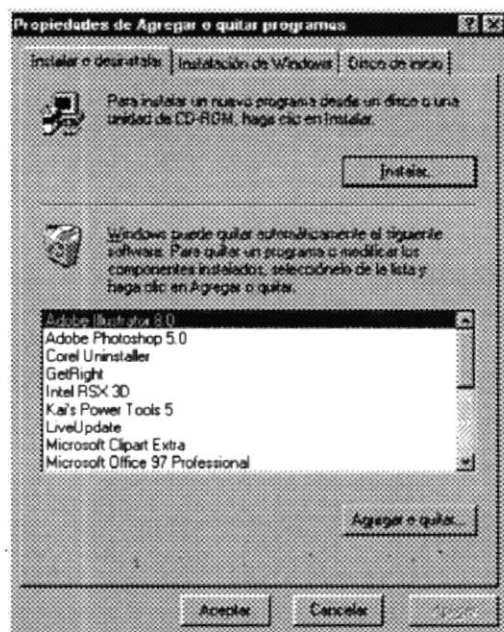 Propiedades de Agregar o quitar programas
Instalar o desinstalar
Instalación de Windows
Disco de inicio
Para instalar un nuevo programa desde un disco o una
unidad de CD-ROM, haga clic en Instalar.
Instalar...
Windows puede quitar automáticamente el siguiente
software. Para quitar un programa o modificar los
componentes instalados, selecciónelo de la lista y
haga clic en Agregar o quitar.
Adobe Illustrator 8.0
Adobe Photoshop 5.0
Corel Uninstaller
GetRight
Intel RSX 3D
Kai's Power Tools 5
LiveUpdate
Microsoft Clipart Extra
Microsoft Office 97 Professional
Agregar o quitar...
Aceptar
Cancelar